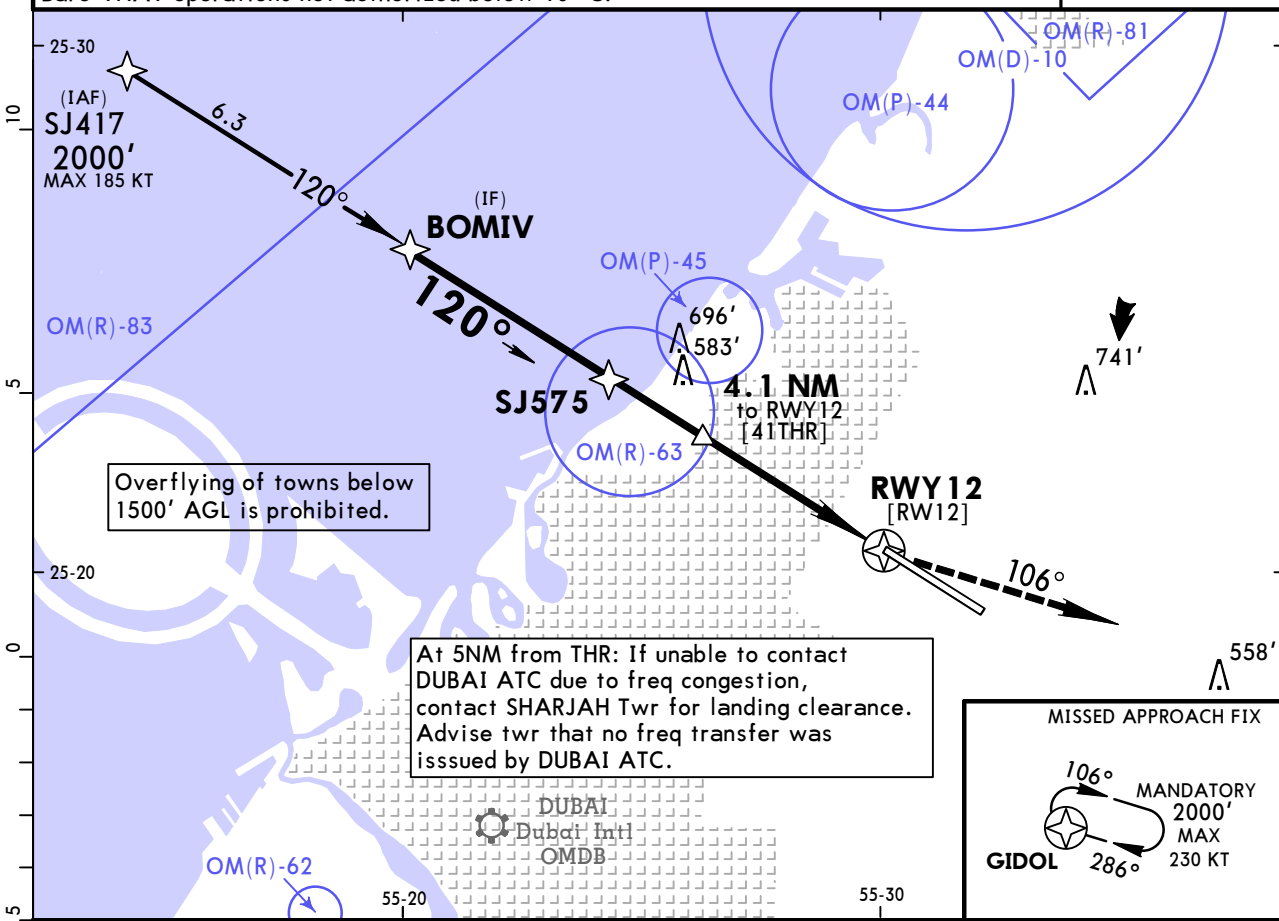 25-30
OM(R)-81
OM(D)-10
OM(P)-44
10
(IAF)
SJ417
2000'
MAX 185 KT
6.3
120°
(IF)
BOMIV
120°
OM(P)-45
696'
583'
OM(R)-83
741'
5
SJ575
4.1 NM
to RWY12
[41THR]
OM(R)-63
Overflying of towns below
1500' AGL is prohibited.
RWY12
[RW12]
25-20
106°
0
At 5NM from THR: If unable to contact
DUBAI ATC due to freq congestion,
contact SHARJAH Twr for landing clearance.
Advise twr that no freq transfer was
isssued by DUBAI ATC.
558'
MISSED APPROACH FIX
106°
MANDATORY
2000'
MAX
230 KT
GIDOL
286°
DUBAI
Dubai Intl
OMDB
OM(R)-62
5
55-20
55-30